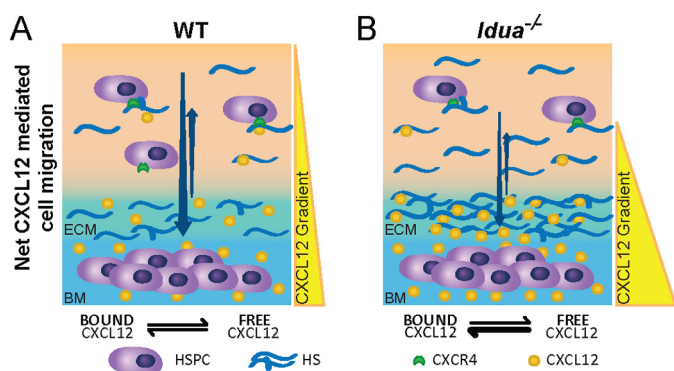 A
WT
B
Idua-/-
Net CXCL12 mediated
cell migration
ECM
BM
CXCL12 Gradient
ECM
BM
CXCL12 Gradient
BOUND
CXCL12
FREE
CXCL12
BOUND
CXCL12
FREE
CXCL12
HSPC
HS
CXCR4
CXCL12